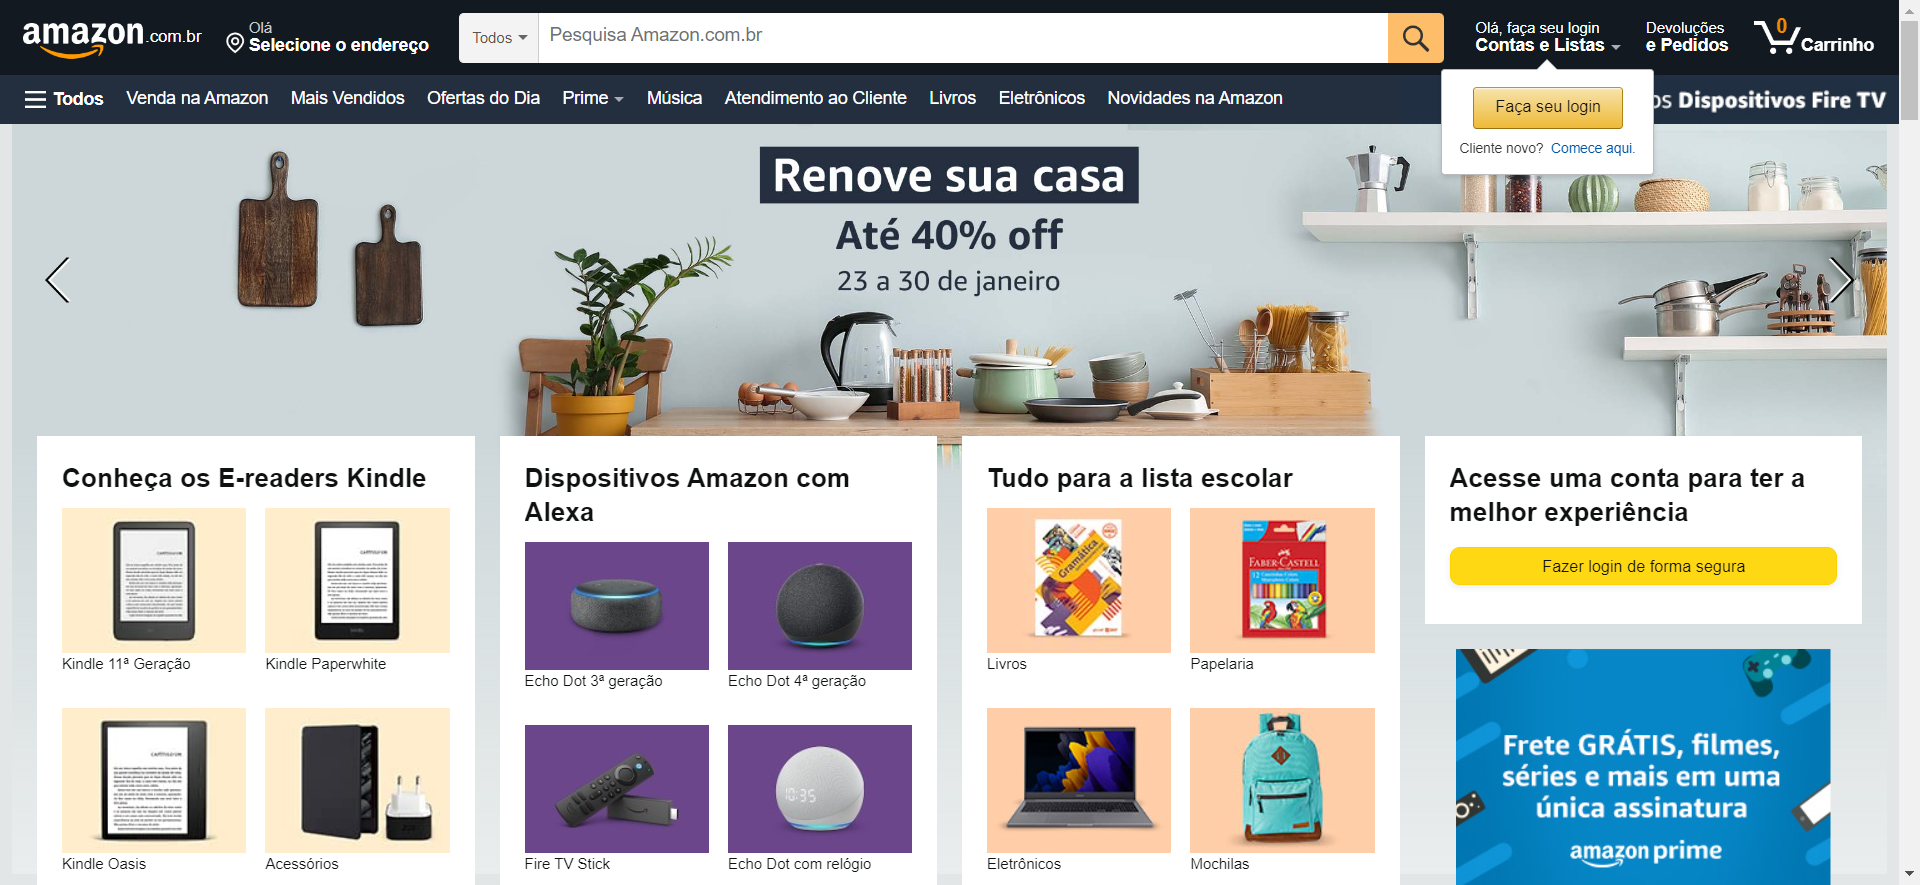 amazon.com.br
Olá
Selecione o endereço
Todos
Pesquisa Amazon.com.br
Olá, faça seu login
Contas e Listas
Devoluções
e Pedidos
0
Carrinho
Todos
Venda na Amazon
Mais Vendidos
Ofertas do Dia
Prime
Música
Atendimento ao Cliente
Livros
Eletrônicos
Novidades na Amazon
os Dispositivos Fire TV
Faça seu login
Cliente novo? Comece aqui.
Renove sua casa
Até 40% off
23 a 30 de janeiro
Conheça os E-readers Kindle
Kindle 11ª Geração
Kindle Paperwhite
Kindle Oasis
Acessórios
Dispositivos Amazon com
Alexa
Echo Dot 3ª geração
Echo Dot 4ª geração
Fire TV Stick
10:35
Echo Dot com relógio
Tudo para a lista escolar
Gramática
Livros
FABER-CASTELL
Papelaria
Eletrônicos
Mochilas
Acesse uma conta para ter a
melhor experiência
Fazer login de forma segura
Frete GRÁTIS, filmes,
séries e mais em uma
única assinatura
amazon prime